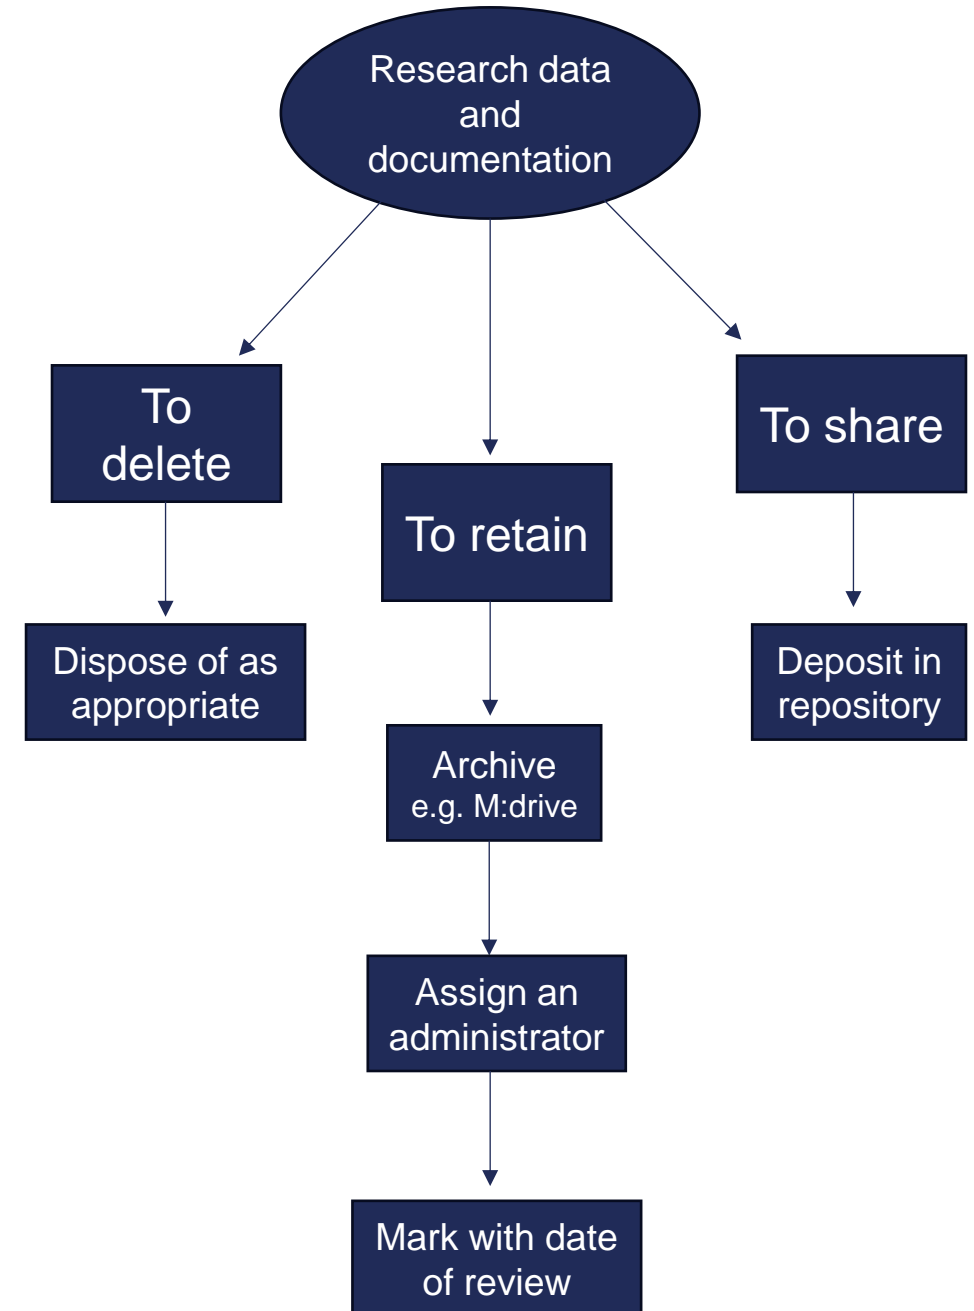 Research data
and
documentation
To
delete
To retain
To share
Dispose of as
appropriate
Deposit in
repository
Archive
e.g. M:drive
Assign an
administrator
Mark with date
of review